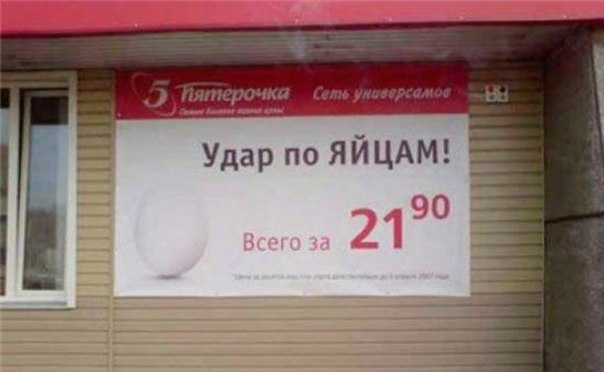 5 Пятёрочка Сеть универсамов
Удар по ЯЙЦАМ!
Всего за 21 90